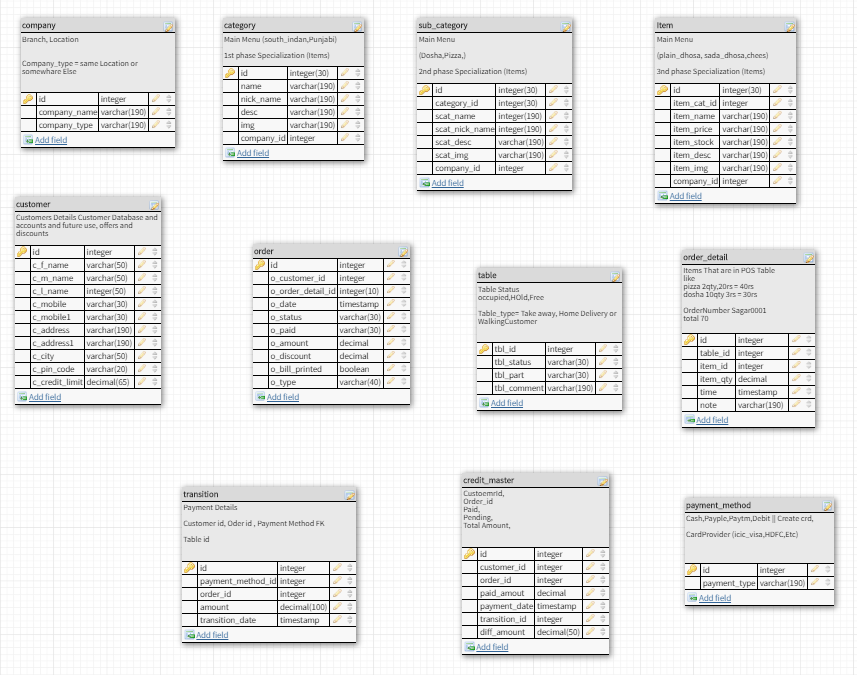 company
Branch, Location
Company_type = same Location or
somewhare Else
id integer
company_name varchar(190)
company_type varchar(190)
Add field
category
Main Menu (south_indan,Punjabi)
1st phase Specialization (Items)
id integer(30)
name varchar(190)
nick_name varchar(190)
desc varchar(190)
img varchar(190)
company_id integer
Add field
sub_category
Main Menu
(Dosha,Pizza,)
2nd phase Specialization (Items)
id integer(30)
category_id integer(30)
scat_name integer(190)
scat_nick_name integer(190)
scat_desc varchar(190)
scat_img varchar(190)
company_id integer
Add field
Item
Main Menu
(plain_dhosa, sada_dhosa,chees)
3nd phase Specialization (Items)
id integer(30)
item_cat_id integer
item_name varchar(190)
item_price varchar(190)
item_stock varchar(190)
item_desc varchar(190)
item_img varchar(190)
company_id integer
Add field
customer
Customers Details Customer Database and
accounts and future use, offers and
discounts
id integer
c_f_name varchar(50)
c_m_name varchar(50)
c_l_name integer(50)
c_mobile varchar(30)
c_mobile1 varchar(30)
c_address varchar(190)
c_address1 varchar(190)
c_city varchar(50)
c_pin_code varchar(20)
c_credit_limit decimal(65)
Add field
order
id integer
o_customer_id integer
o_order_detail_id integer(10)
o_date timestamp
o_status varchar(30)
o_paid varchar(30)
o_amount decimal
o_discount decimal
o_bill_printed boolean
o_type varchar(40)
Add field
table
Table Status
occupied,HOld,Free
Table_type= Take away, Home Delivery or
WalkingCustomer
tbl_id integer
tbl_status varchar(30)
tbl_part varchar(30)
tbl_comment varchar(190)
Add field
order_detail
Items That are in POS Table
like
pizza 2qty,20rs = 40rs
dosha 10qty 3rs = 30rs
OrderNumber Sagar0001
total 70
id integer
table_id integer
item_id integer
item_qty decimal
time timestamp
note varchar(190)
Add field
transition
Payment Details
Customer id, Oder id , Payment Method FK
Table id
id integer
payment_method_id integer
order_id integer
amount decimal(100)
transition_date timestamp
Add field
credit_master
CustoemrId,
Order_id
Paid,
Pending,
Total Amount,
id integer
customer_id integer
order_id integer
paid_amout decimal
payment_date timestamp
transition_id integer
diff_amount decimal(50)
Add field
payment_method
Cash,Payple,Paytm,Debit || Create crd,
CardProvider (icic_visa,HDFC,Etc)
id integer
payment_type varchar(190)
Add field